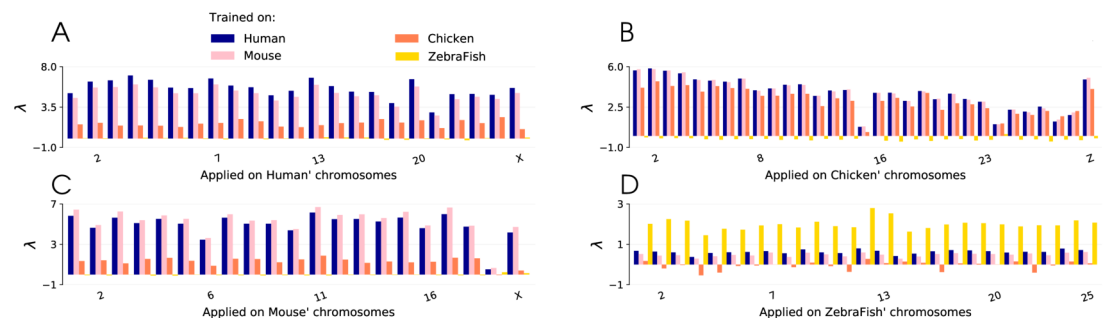 Trained on:
Human
Mouse
Chicken
ZebraFish
A
8.0
3.5
−1.0
λ
2
7
13
20
X
Applied on Human' chromosomes
B
6.0
2.5
−1.0
λ
2
8
16
23
Z
Applied on Chicken' chromosomes
C
7
3
−1
λ
2
6
11
16
X
Applied on Mouse' chromosomes
D
3
1
−1
λ
2
7
13
20
25
Applied on ZebraFish' chromosomes